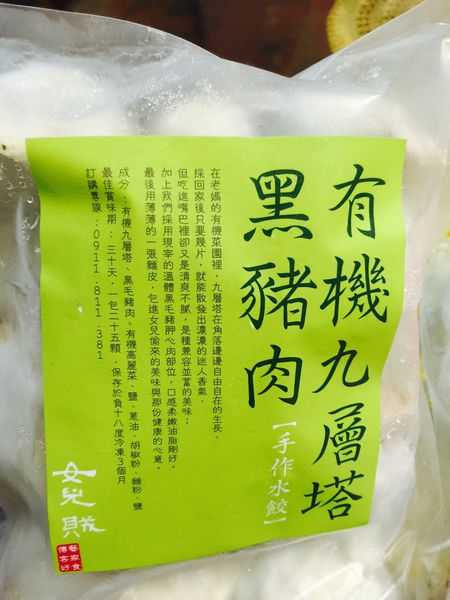 有機九層塔
黑豬肉
【手作水餃】
在老媽的有機菜園裡,九層塔在角落邊邊自由自在的生長,
採回家後只要幾片,就能散發出濃濃的迷人香氣,
但吃進嘴巴裡卻又是清爽不膩,是種兼容並蓄的美味;
加上我們採用現宰的溫體黑毛豬胛心肉部位,口感柔嫩油脂剛好。
最後用薄薄的一張麵皮,包進女兒偷來的美味與那份健康的心意。
成分:有機九層塔、黑毛豬肉、有機高麗菜、鹽、蔥油、胡椒粉、麵粉、鹽
最佳賞味期:三十天,一包二十五顆,保存於負十八度冷凍3個月
訂購專線:0911.811.381
女兒賊
藝家食
傳客好